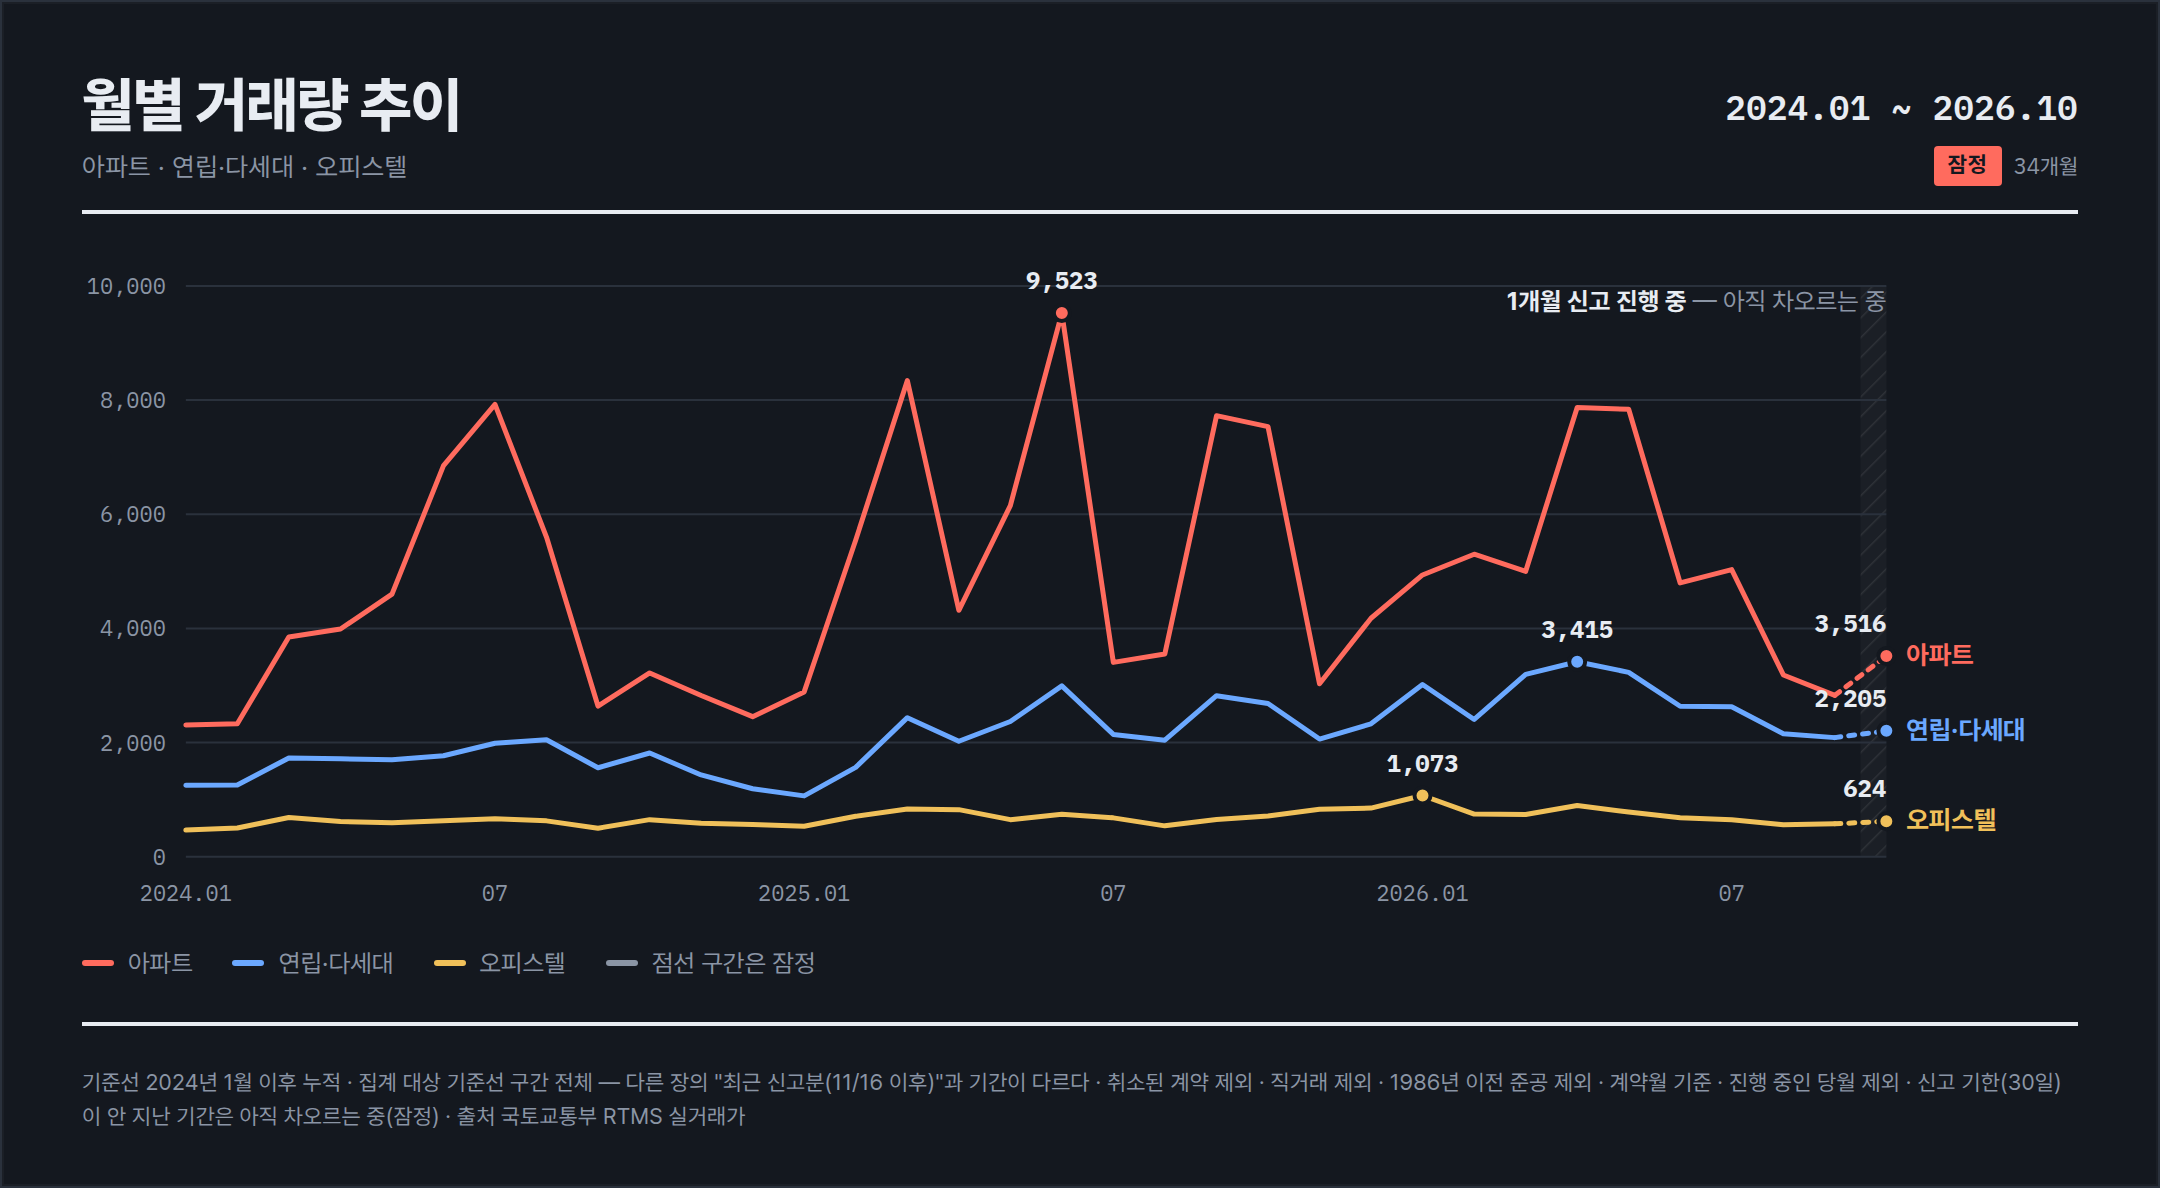 월별 거래량 추이
2024.01 ~ 2026.10
아파트 · 연립·다세대 · 오피스텔
잠정 34개월
10,000
9,523
1개월 신고 진행 중 — 아직 차오르는 중
8,000
6,000
4,000
3,415
3,516
아파트
2,205
연립·다세대
2,000
1,073
624
오피스텔
0
2024.01 07 2025.01 07 2026.01 07
아파트 연립·다세대 오피스텔 점선 구간은 잠정
기준선 2024년 1월 이후 누적 · 집계 대상 기준선 구간 전체 — 다른 장의 "최근 신고분(11/16 이후)"과 기간이 다르다 · 취소된 계약 제외 · 직거래 제외 · 1986년 이전 준공 제외 · 계약월 기준 · 진행 중인 당월 제외 · 신고 기한(30일)
이 안 지난 기간은 아직 차오르는 중(잠정) · 출처 국토교통부 RTMS 실거래가